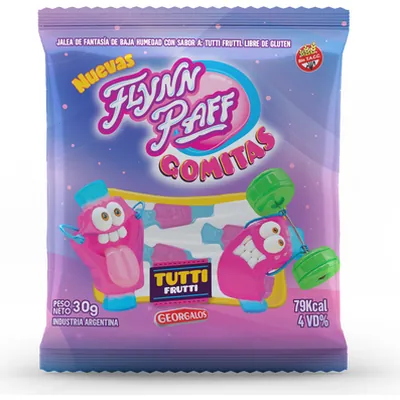 JALEA DE FANTASÍA DE BAJA HUMEDAD CON SABOR A: TUTTI FRUTTI. LIBRE DE GLUTEN
Nuevas
FLYNN
PAFF
GOMITAS
Sin T.A.C.C.
TUTTI
FRUTTI
GEORGALOS
PESO
NETO 30g
INDUSTRIA ARGENTINA
79Kcal
4 VD%